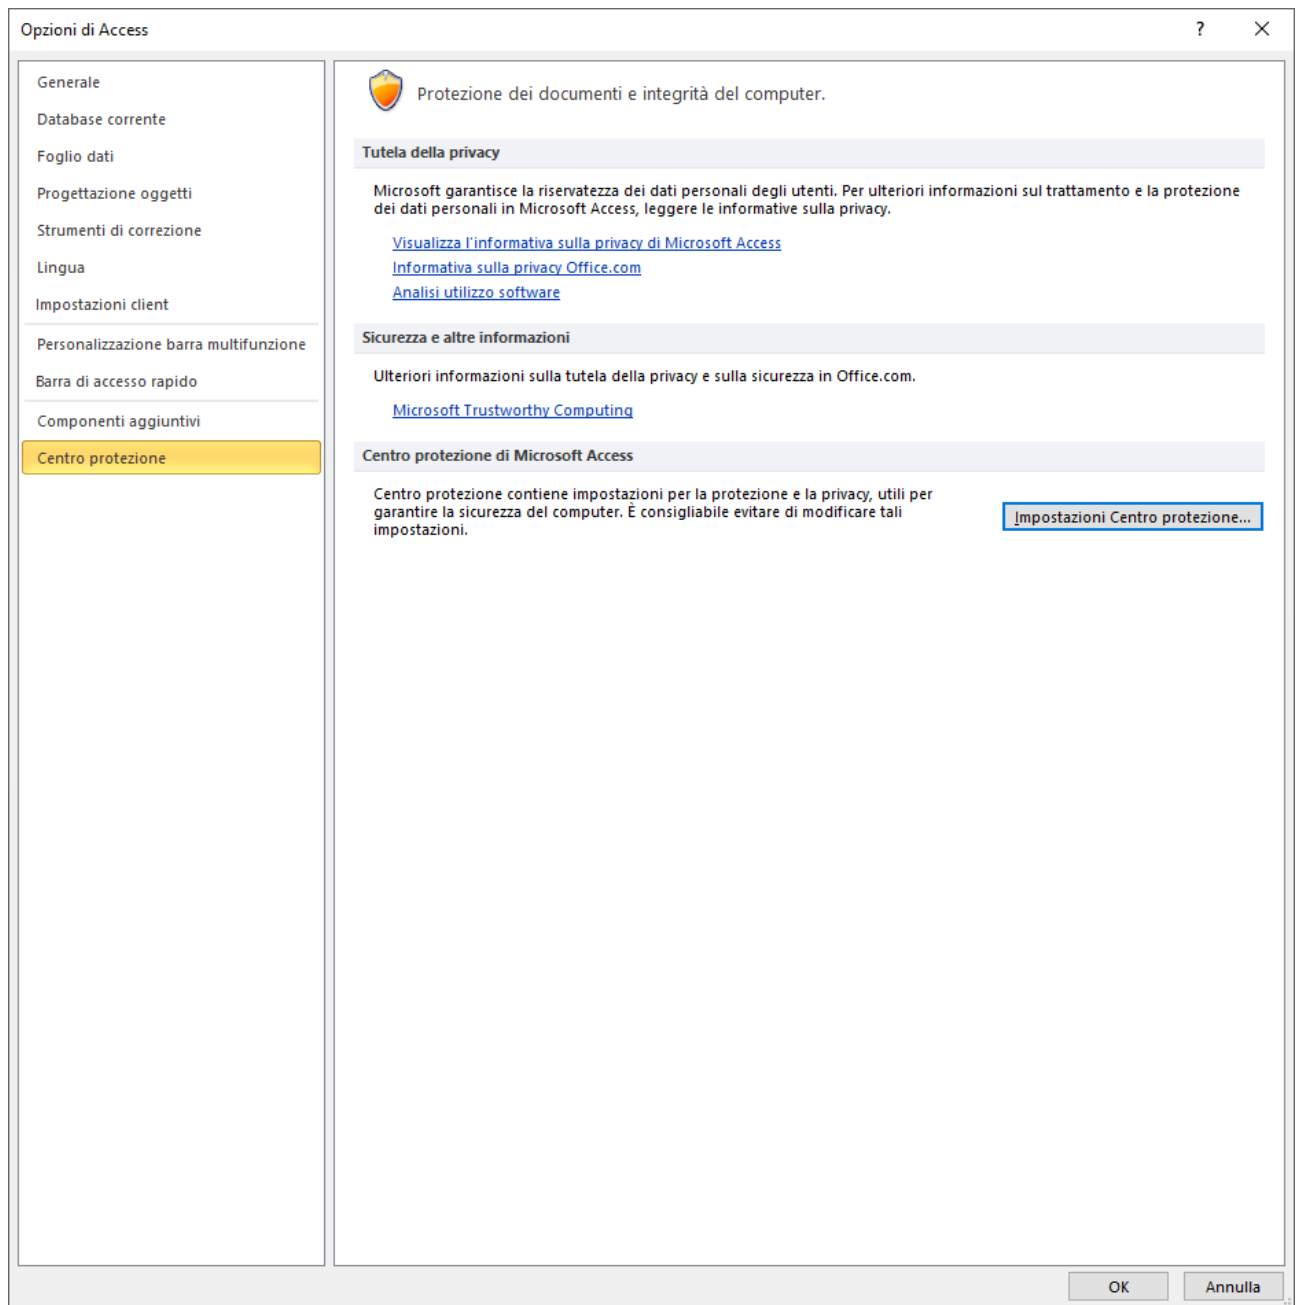 Opzioni di Access
?
Generale
Database corrente
Foglio dati
Progettazione oggetti
Strumenti di correzione
Lingua
Impostazioni client
Personalizzazione barra multifunzione
Barra di accesso rapido
Componenti aggiuntivi
Centro protezione
Protezione dei documenti e integrità del computer.
Tutela della privacy
Microsoft garantisce la riservatezza dei dati personali degli utenti. Per ulteriori informazioni sul trattamento e la protezione
dei dati personali in Microsoft Access, leggere le informative sulla privacy.
Visualizza l'informativa sulla privacy di Microsoft Access
Informativa sulla privacy Office.com
Analisi utilizzo software
Sicurezza e altre informazioni
Ulteriori informazioni sulla tutela della privacy e sulla sicurezza in Office.com.
Microsoft Trustworthy Computing
Centro protezione di Microsoft Access
Centro protezione contiene impostazioni per la protezione e la privacy, utili per
garantire la sicurezza del computer. È consigliabile evitare di modificare tali
impostazioni.
Impostazioni Centro protezione...
OK
Annulla